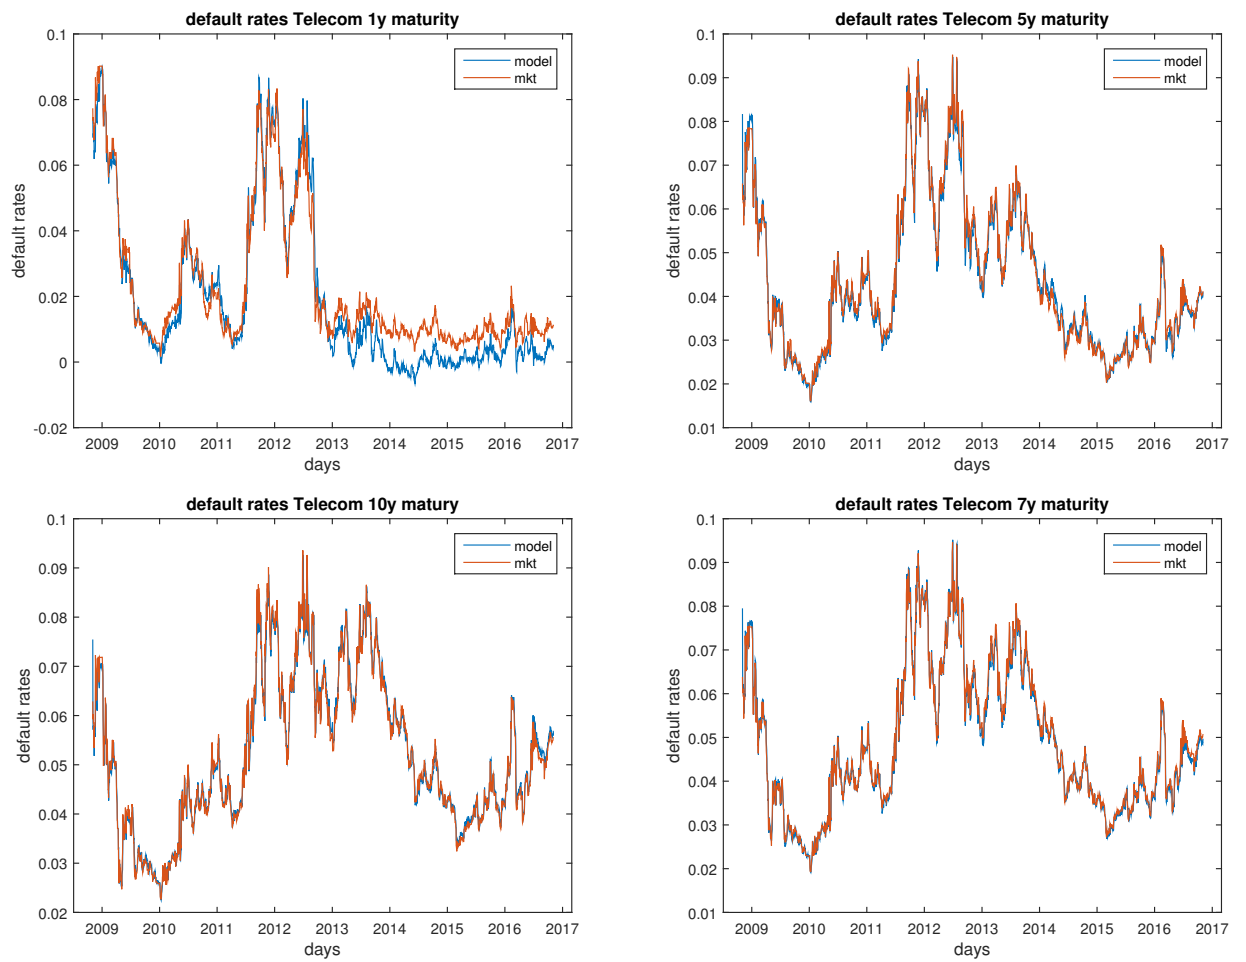 default rates Telecom 1y maturity
0.1
0.08
0.06
0.04
0.02
0
-0.02
default rates
model
mkt
2009 2010 2011 2012 2013 2014 2015 2016 2017
days
default rates Telecom 5y maturity
0.1
0.09
0.08
0.07
0.06
0.05
0.04
0.03
0.02
0.01
default rates
model
mkt
2009 2010 2011 2012 2013 2014 2015 2016 2017
days
default rates Telecom 10y matury
0.1
0.09
0.08
0.07
0.06
0.05
0.04
0.03
0.02
default rates
model
mkt
2009 2010 2011 2012 2013 2014 2015 2016 2017
days
default rates Telecom 7y maturity
0.1
0.09
0.08
0.07
0.06
0.05
0.04
0.03
0.02
0.01
default rates
model
mkt
2009 2010 2011 2012 2013 2014 2015 2016 2017
days